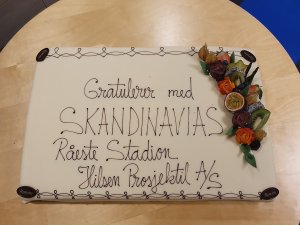 Gratulerer med
SKANDINAVIAS
Råeste Stadion
Hilsen Prosjektil A/S